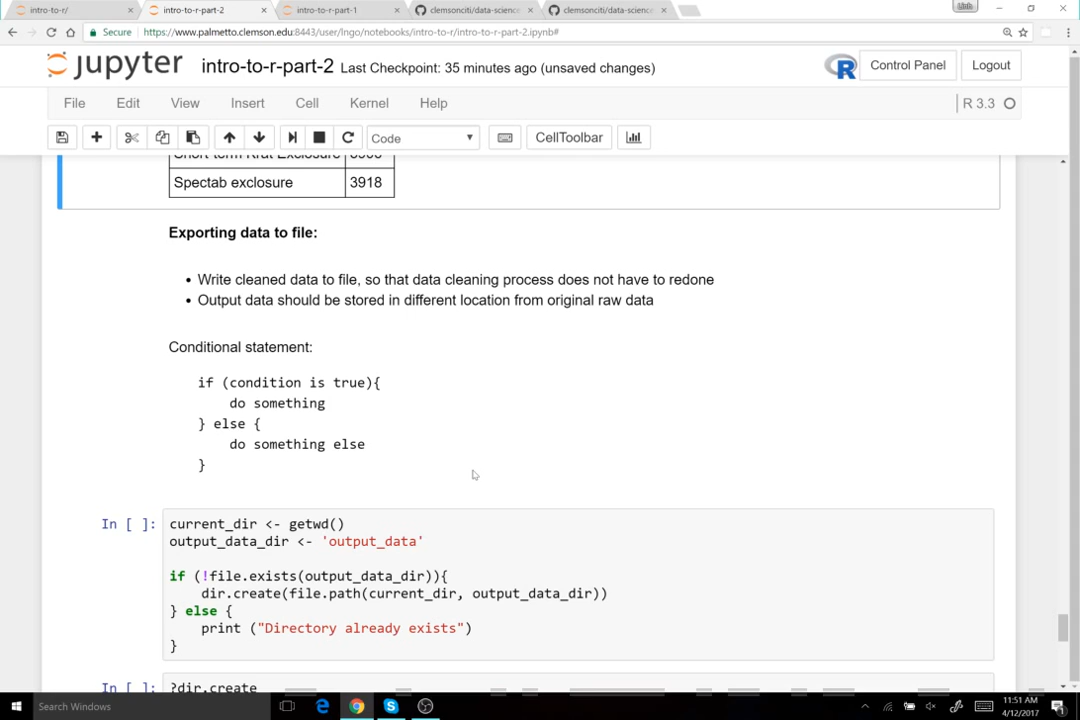 intro-to-r/
intro-to-r-part-2
intro-to-r-part-1
clemsonciti/data-science-
clemsonciti/data-science-
Linh
Secure
https://www.palmetto.clemson.edu:8443/user/lngo/notebooks/intro-to-r/intro-to-r-part-2.ipynb#
jupyter
intro-to-r-part-2 Last Checkpoint: 35 minutes ago (unsaved changes)
R
Control Panel
Logout
File Edit View Insert Cell Kernel Help
R 3.3
Code
CellToolbar
Short-term Krat Exclosure
Spectab exclosure 3918
Exporting data to file:
• Write cleaned data to file, so that data cleaning process does not have to redone
• Output data should be stored in different location from original raw data
Conditional statement:
if (condition is true){
do something
} else {
do something else
}
In [ ]:
current_dir <- getwd()
output_data_dir <- 'output_data'
if (!file.exists(output_data_dir)){
dir.create(file.path(current_dir, output_data_dir))
} else {
print ("Directory already exists")
}
In [ ]:
?dir.create
Search Windows
11:51 AM
4/12/2017